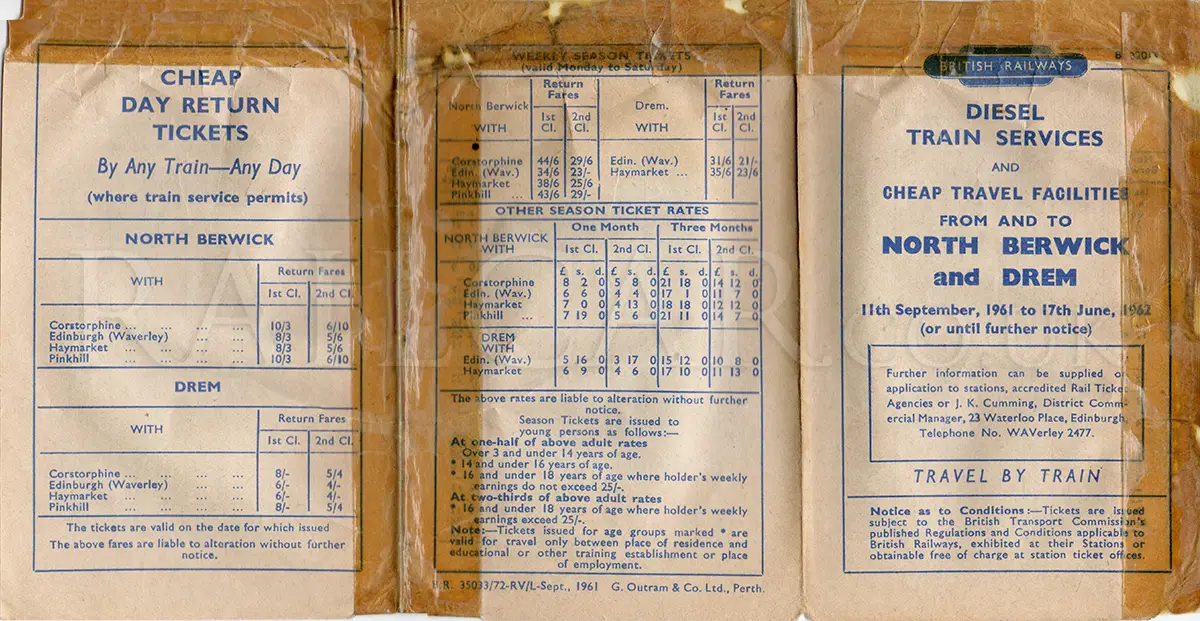 CHEAP
DAY RETURN
TICKETS
By Any Train—Any Day
(where train service permits)
NORTH BERWICK
WITH
Return Fares
1st Cl. 2nd Cl
Corstorphine ... ... ... ... 10/3 6/10
Edinburgh (Waverley) ... ... 8/3 5/6
Haymarket ... ... ... ... 8/3 5/6
Pinkhill ... ... ... ... 10/3 6/10
DREM
WITH
Return Fares
1st Cl. 2nd Cl
Corstorphine ... ... ... ... 8/- 5/4
Edinburgh (Waverley) ... ... 6/- 4/-
Haymarket ... ... ... ... 6/- 4/-
Pinkhill ... ... ... ... 8/- 5/4
The tickets are valid on the date for which issued
The above fares are liable to alteration without further
notice.
WEEKLY SEASON TICKETS
(valid Monday to Saturday)
North Berwick
WITH
Return
Fares
1st Cl. 2nd Cl.
Drem.
WITH
Return
Fares
1st Cl. 2nd Cl.
Corstorphine 44/6 29/6 Edin. (Wav.) 31/6 21/-
Edin. (Wav.) 34/6 23/- Haymarket ... 35/6 23/6
Haymarket 38/6 25/6
Pinkhill ... 43/6 29/-
OTHER SEASON TICKET RATES
NORTH BERWICK
WITH
One Month Three Months
1st Cl. 2nd Cl. 1st Cl. 2nd Cl.
£ s. d. £ s. d. £ s. d. £ s. d.
Corstorphine 8 2 0 5 8 0 21 18 0 14 12 0
Edin. (Wav.) 6 6 0 4 4 0 17 1 0 11 7 0
Haymarket 7 0 0 4 13 0 18 18 0 12 12 0
Pinkhill ... 7 19 0 5 6 0 21 11 0 14 7 0
DREM
WITH
Edin. (Wav.) 5 16 0 3 17 0 15 12 0 10 8 0
Haymarket 6 9 0 4 6 0 17 10 0 11 13 0
The above rates are liable to alteration without further
notice.
Season Tickets are issued to
young persons as follows:—
At one-half of above adult rates
Over 3 and under 14 years of age.
* 14 and under 16 years of age.
* 16 and under 18 years of age where holder's weekly
earnings do not exceed 25/-.
At two-thirds of above adult rates
* 16 and under 18 years of age where holder's weekly
earnings exceed 25/-.
Note:—Tickets issued for age groups marked * are
valid for travel only between place of residence and
educational or other training establishment or place
of employment.
B.R. 35033/72-RV/L-Sept., 1961 G. Outram & Co. Ltd., Perth.
BRITISH RAILWAYS
DIESEL
TRAIN SERVICES
AND
CHEAP TRAVEL FACILITIES
FROM AND TO
NORTH BERWICK
and DREM
11th September, 1961 to 17th June, 1962
(or until further notice)
Further information can be supplied o
application to stations, accredited Rail Ticket
Agencies or J. K. Cumming, District Comm-
ercial Manager, 23 Waterloo Place, Edinburgh.
Telephone No. WAVerley 2477.
TRAVEL BY TRAIN
Notice as to Conditions:—Tickets are issued
subject to the British Transport Commission's
published Regulations and Conditions applicable to
British Railways, exhibited at their Stations or
obtainable free of charge at station ticket offices.
RAILCAR.co.uk